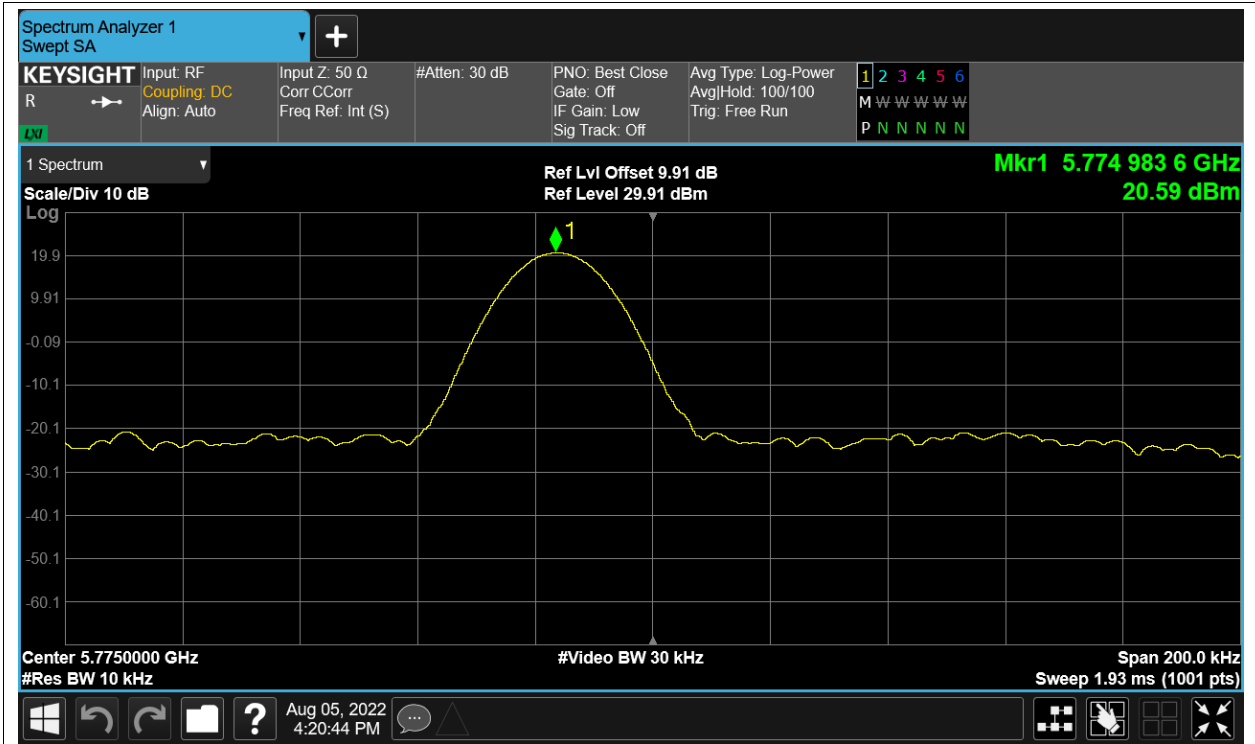 Spectrum Analyzer 1
Swept SA
KEYSIGHT
R
LXI
Input: RF
Coupling: DC
Align: Auto
Input Z: 50 Ω
Corr CCorr
Freq Ref: Int (S)
#Atten: 30 dB
PNO: Best Close
Gate: Off
IF Gain: Low
Sig Track: Off
Avg Type: Log-Power
Avg|Hold: 100/100
Trig: Free Run
1 2 3 4 5 6
M W W W W W
P N N N N N
1 Spectrum
Scale/Div 10 dB
Log
Ref Lvl Offset 9.91 dB
Ref Level 29.91 dBm
Mkr1 5.774 983 6 GHz
20.59 dBm
1
19.9
9.91
-0.09
-10.1
-20.1
-30.1
-40.1
-50.1
-60.1
Center 5.7750000 GHz
#Res BW 10 kHz
#Video BW 30 kHz
Span 200.0 kHz
Sweep 1.93 ms (1001 pts)
?
Aug 05, 2022
4:20:44 PM